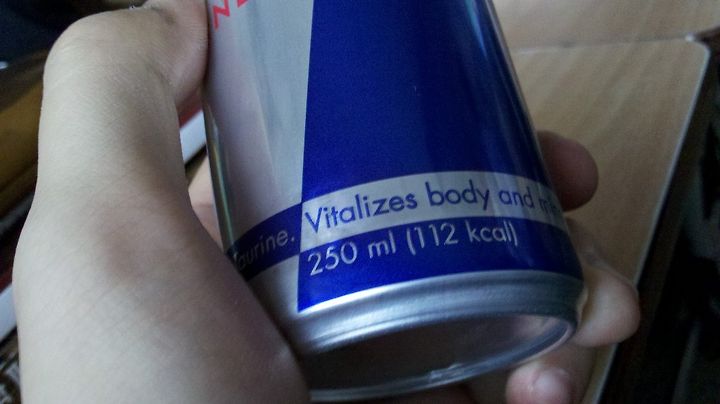 Taurine. Vitalizes body and
250 ml (112 kcal)